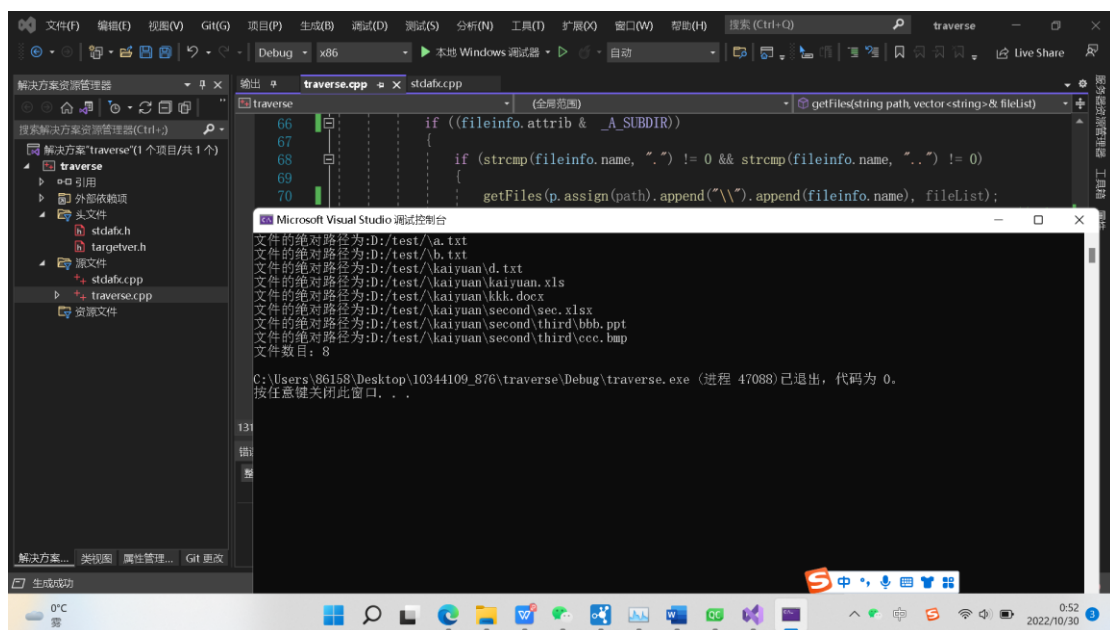 文件(F) 编辑(E) 视图(V) Git(G) 项目(P) 生成(B) 调试(D) 测试(S) 分析(N) 工具(T) 扩展(X) 窗口(W) 帮助(H) 搜索 (Ctrl+Q) traverse
Debug x86 本地 Windows 调试器 自动 Live Share
解决方案资源管理器
搜索解决方案资源管理器(Ctrl+;)
解决方案"traverse"(1 个项目/共 1 个)
traverse
引用
外部依赖项
头文件
stdafx.h
targetver.h
源文件
stdafx.cpp
traverse.cpp
资源文件
解决方案... 类视图 属性管理... Git 更改
输出 traverse.cpp stdafx.cpp
traverse (全局范围) getFiles(string path, vector<string>& fileList)
66 if ((fileinfo.attrib & _A_SUBDIR))
67 {
68 if (strcmp(fileinfo.name, ".") != 0 && strcmp(fileinfo.name, "..") != 0)
69 {
70 getFiles(p.assign(path).append("\\").append(fileinfo.name), fileList);
服务器资源管理器 工具箱
Microsoft Visual Studio 调试控制台
文件的绝对路径为:D:/test/\a.txt
文件的绝对路径为:D:/test/\b.txt
文件的绝对路径为:D:/test/\kaiyuan\d.txt
文件的绝对路径为:D:/test/\kaiyuan\kaiyuan.xls
文件的绝对路径为:D:/test/\kaiyuan\kkk.docx
文件的绝对路径为:D:/test/\kaiyuan\second\sec.xlsx
文件的绝对路径为:D:/test/\kaiyuan\second\third\bbb.ppt
文件的绝对路径为:D:/test/\kaiyuan\second\third\ccc.bmp
文件数目: 8
C:\Users\86158\Desktop\10344109_876\traverse\Debug\traverse.exe (进程 47088)已退出，代码为 0。
按任意键关闭此窗口. . .
131
生成成功
中
0°C
雾
中
0:52
2022/10/30
3